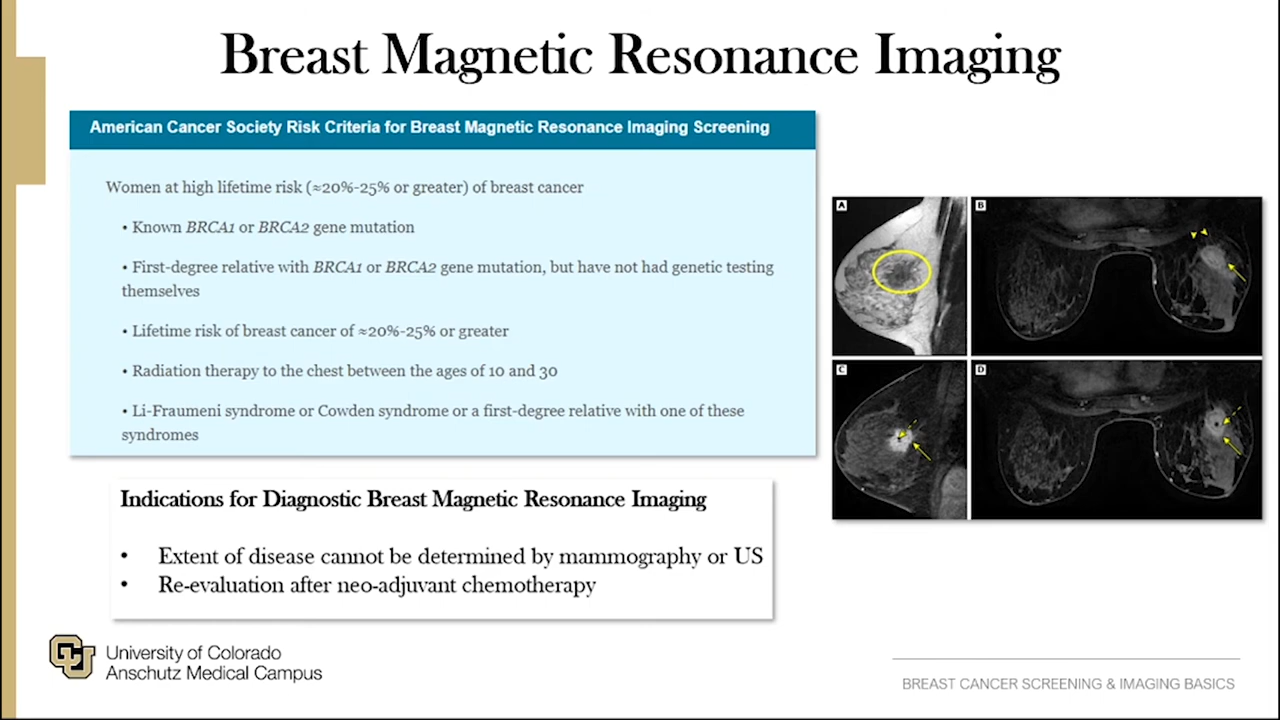 Breast Magnetic Resonance Imaging
American Cancer Society Risk Criteria for Breast Magnetic Resonance Imaging Screening
Women at high lifetime risk (≈20%-25% or greater) of breast cancer
• Known BRCA1 or BRCA2 gene mutation
• First-degree relative with BRCA1 or BRCA2 gene mutation, but have not had genetic testing
themselves
• Lifetime risk of breast cancer of ≈20%-25% or greater
• Radiation therapy to the chest between the ages of 10 and 30
• Li-Fraumeni syndrome or Cowden syndrome or a first-degree relative with one of these
syndromes
A
B
C
D
Indications for Diagnostic Breast Magnetic Resonance Imaging
• Extent of disease cannot be determined by mammography or US
• Re-evaluation after neo-adjuvant chemotherapy
CU
University of Colorado
Anschutz Medical Campus
BREAST CANCER SCREENING & IMAGING BASICS